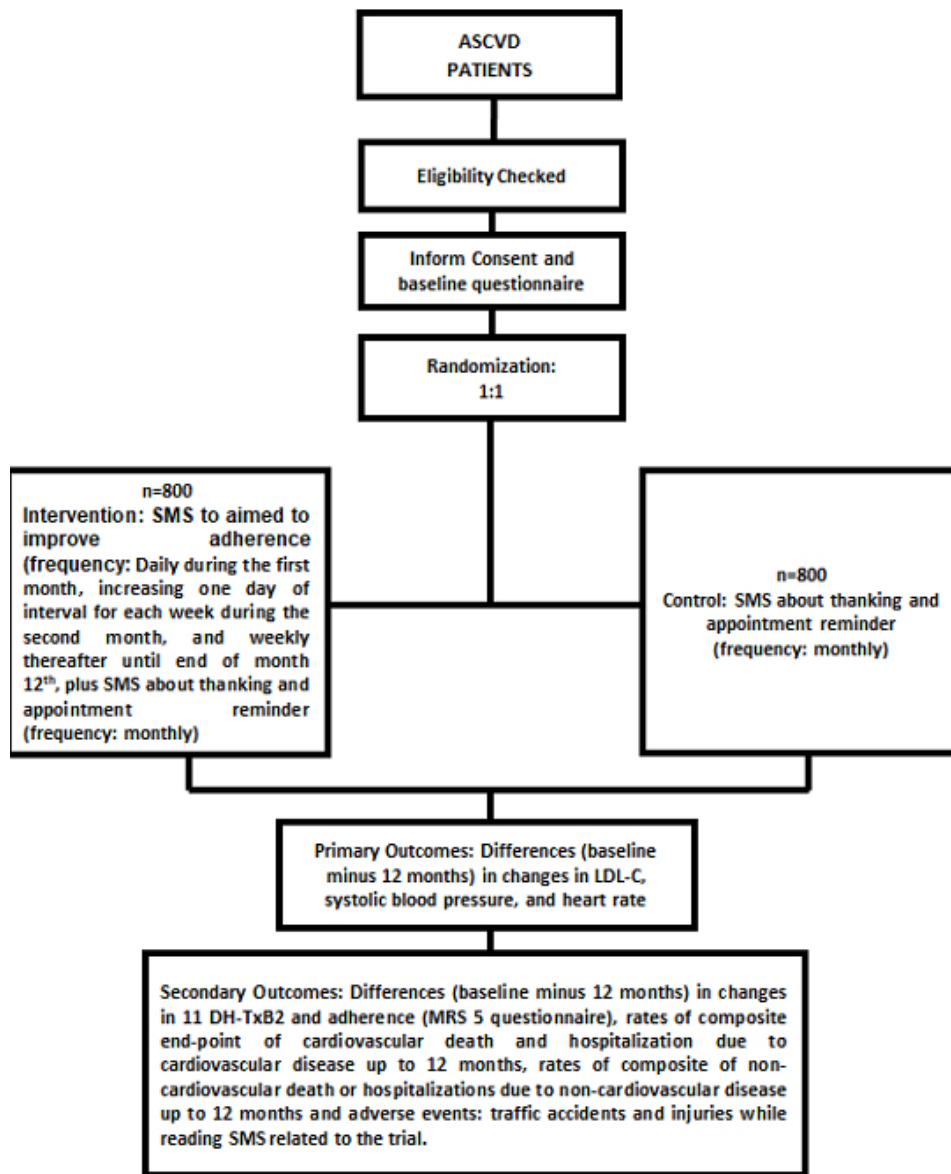 ASCVD
PATIENTS
Eligibility Checked
Inform Consent and
baseline questionnaire
Randomization:
1:1
n=800
Intervention: SMS to aimed to
improve adherence
(frequency: Daily during the first
month, increasing one day of
interval for each week during the
second month, and weekly
thereafter until end of month
12th, plus SMS about thanking and
appointment reminder
(frequency: monthly)
n=800
Control: SMS about thanking and
appointment reminder
(frequency: monthly)
Primary Outcomes: Differences (baseline
minus 12 months) in changes in LDL-C,
systolic blood pressure, and heart rate
Secondary Outcomes: Differences (baseline minus 12 months) in changes
in 11 DH-TxB2 and adherence (MRS 5 questionnaire), rates of composite
end-point of cardiovascular death and hospitalization due to
cardiovascular disease up to 12 months, rates of composite of non-
cardiovascular death or hospitalizations due to non-cardiovascular disease
up to 12 months and adverse events: traffic accidents and injuries while
reading SMS related to the trial.